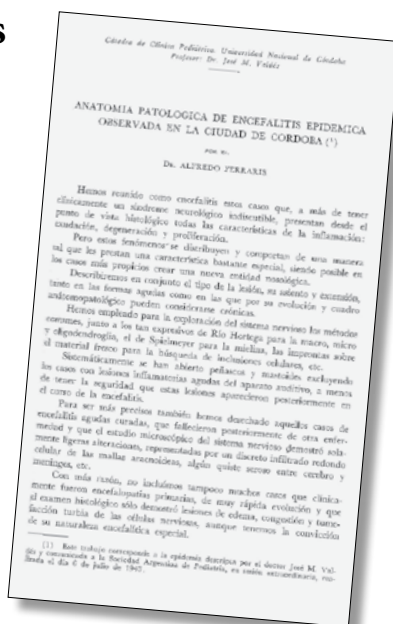 s
Cátedra de Clínica Pediátrica. Universidad Nacional de Córdoba
Profesor: Dr. José M. Valdés
ANATOMIA PATOLOGICA DE ENCEFALITIS EPIDEMICA
OBSERVADA EN LA CIUDAD DE CORDOBA (1)
POR EL
DR. ALFREDO FERRARIS
Hemos reunido como encefalitis estos casos que, a más de tener
clínicamente un síndrome neurológico indiscutible, presentan desde el
punto de vista histológico todas las características de la inflamación:
exudación, degeneración y proliferación.
Pero estos fenómenos se distribuyen y comportan de una manera
tal que les prestan una característica bastante especial, siendo posible en
los casos más propicios crear una nueva entidad nosológica.
Describiremos en conjunto el tipo de la lesión, su asiento y extensión,
tanto en las formas agudas como en las que por su evolución y cuadro
anatomopatológico pueden considerarse crónicas.
Hemos empleado para la exploración del sistema nervioso los métodos
comunes, junto a los tan expresivos de Río Hortega para la macro, micro
y oligodendroglía, el de Spielmeyer para la mielina, las improntas sobre
el material fresco para la búsqueda de inclusiones celulares, etc.
Sistemáticamente se han abierto peñascos y mastoides excluyendo
los casos con lesiones inflamatorias agudas del aparato auditivo, a menos
de tener la seguridad que estas lesiones aparecieron posteriormente en
el curso de la encefalitis.
Para ser más precisos también hemos desechado aquellos casos de
encefalitis agudas curadas, que fallecieron posteriormente de otra enfer-
medad y que el estudio microscópico del sistema nervioso demostró sola-
mente ligeras alteraciones, representadas por un discreto infiltrado redondo
celular de las mallas aracnoideas, algún quiste seroso entre cerebro y
meninges, etc.
Con más razón, no incluimos tampoco muchos casos que clínica-
mente fueron encefalopatías primarias, de muy rápida evolución y que
al examen histológico sólo demostró lesiones de edema, congestión y tume-
facción turbia de las células nerviosas, aunque tenemos la convicción
de su naturaleza encefalítica especial.
(1) Este trabajo corresponde a la epidemia descripta por el doctor José M. Val-
dés y comunicada a la Sociedad Argentina de Pediatría, en sesión extraordinaria, rea-
lizada el día 6 de julio de